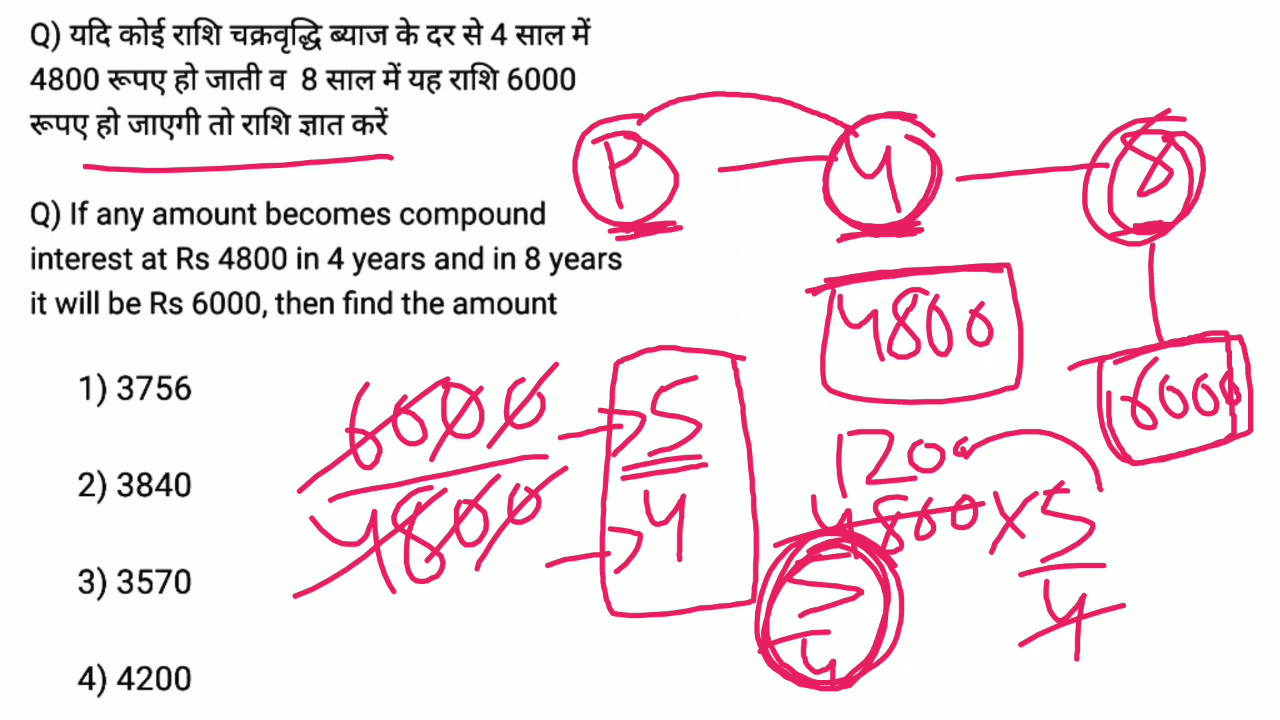 Q) यदि कोई राशि चक्रवृद्धि ब्याज के दर से 4 साल में
4800 रूपए हो जाती व 8 साल में यह राशि 6000
रूपए हो जाएगी तो राशि ज्ञात करें
P 4 8
Q) If any amount becomes compound
interest at Rs 4800 in 4 years and in 8 years
it will be Rs 6000, then find the amount
4800
6000
1) 3756
2) 3840
3) 3570
4) 4200
6000
4800
5
4
1200
4800 × 5
4
5
4